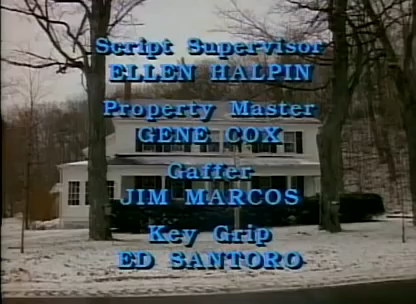 Script Supervisor
ELLEN HALPIN
Property Master
GENE COX
Gaffer
JIM MARCOS
Key Grip
ED SANTORO